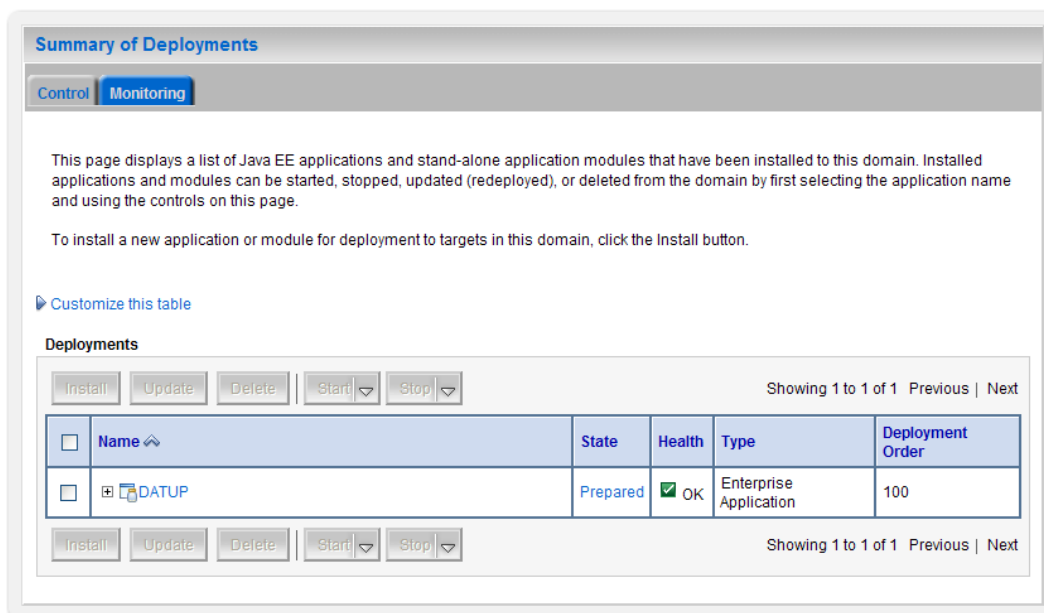 Summary of Deployments
Control Monitoring
This page displays a list of Java EE applications and stand-alone application modules that have been installed to this domain. Installed
applications and modules can be started, stopped, updated (redeployed), or deleted from the domain by first selecting the application name
and using the controls on this page.
To install a new application or module for deployment to targets in this domain, click the Install button.
Customize this table
Deployments
Install Update Delete Start Stop Showing 1 to 1 of 1 Previous | Next
Name State Health Type Deployment
Order
DATUP Prepared OK Enterprise
Application 100
Install Update Delete Start Stop Showing 1 to 1 of 1 Previous | Next